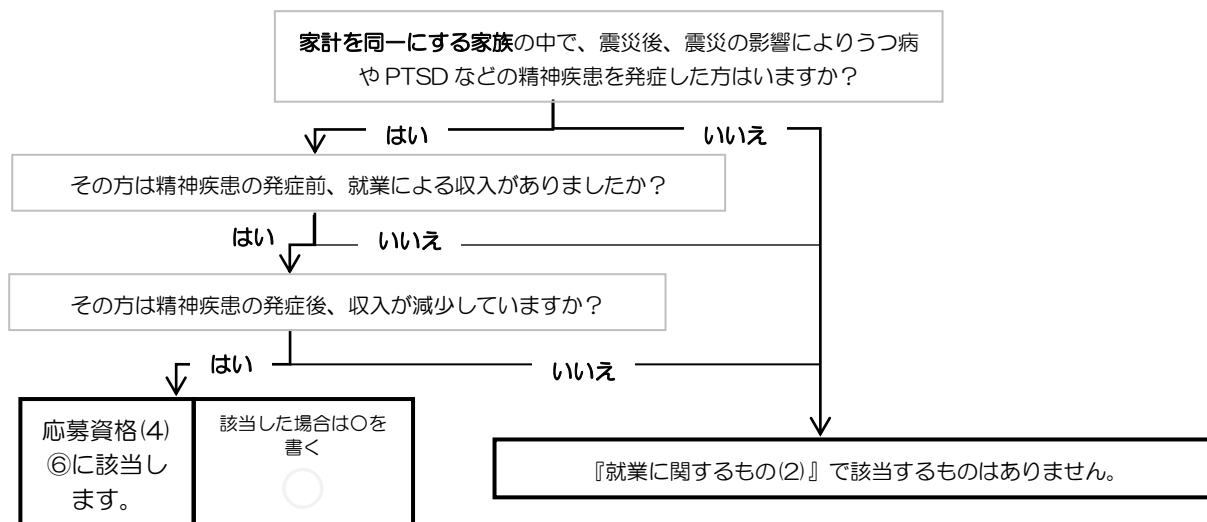 家計を同一にする家族の中で、震災後、震災の影響によりうつ病
や PTSD などの精神疾患を発症した方はいますか？
はい
いいえ
その方は精神疾患の発症前、就業による収入がありましたか？
はい
いいえ
その方は精神疾患の発症後、収入が減少していますか？
はい
いいえ
応募資格(4)
⑥に該当し
ます。
該当した場合は〇を
書く
『就業に関するもの(2)』で該当するものはありません。